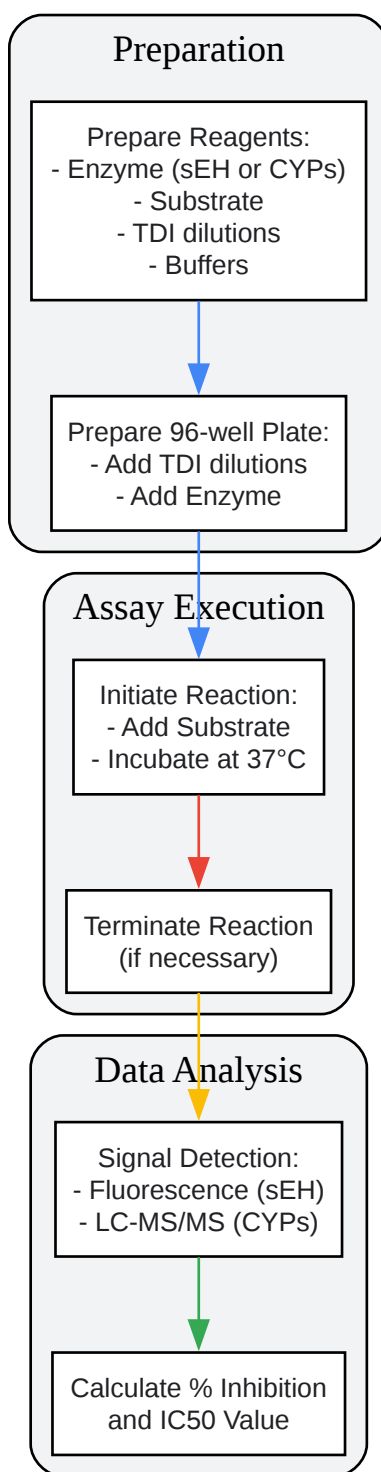 Preparation
Prepare Reagents:
- Enzyme (sEH or CYPs)
- Substrate
- TDI dilutions
- Buffers
Prepare 96-well Plate:
- Add TDI dilutions
- Add Enzyme
Assay Execution
Initiate Reaction:
- Add Substrate
- Incubate at 37°C
Terminate Reaction
(if necessary)
Data Analysis
Signal Detection:
- Fluorescence (sEH)
- LC-MS/MS (CYPs)
Calculate % Inhibition
and IC50 Value